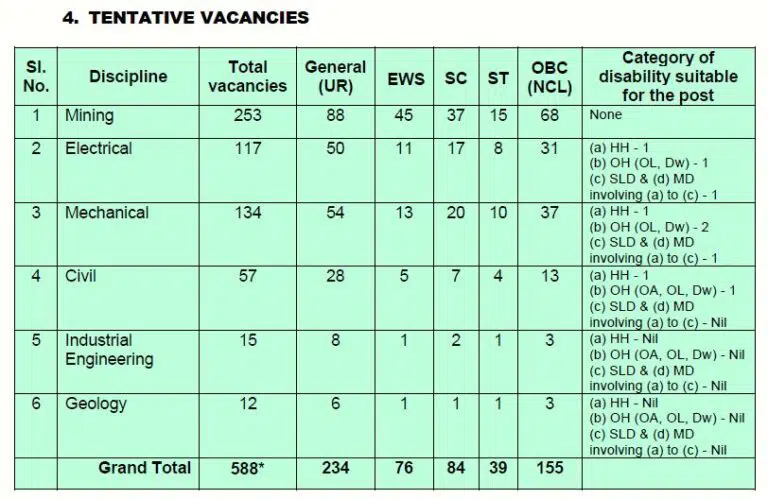 4. TENTATIVE VACANCIES
Sl. No. Discipline Total vacancies General (UR) EWS SC ST OBC (NCL) Category of disability suitable for the post
1 Mining 253 88 45 37 15 68 None
2 Electrical 117 50 11 17 8 31 (a) HH - 1
(b) OH (OL, Dw) - 1
(c) SLD & (d) MD
involving (a) to (c) - 1
3 Mechanical 134 54 13 20 10 37 (a) HH - 1
(b) OH (OL, Dw) - 2
(c) SLD & (d) MD
involving (a) to (c) - 1
4 Civil 57 28 5 7 4 13 (a) HH - 1
(b) OH (OA, OL, Dw) - 1
(c) SLD & (d) MD
involving (a) to (c) - Nil
5 Industrial Engineering 15 8 1 2 1 3 (a) HH - Nil
(b) OH (OA, OL, Dw) - Nil
(c) SLD & (d) MD
involving (a) to (c) - Nil
6 Geology 12 6 1 1 1 3 (a) HH - Nil
(b) OH (OA, OL, Dw) - Nil
(c) SLD & (d) MD
involving (a) to (c) - Nil
Grand Total 588* 234 76 84 39 155